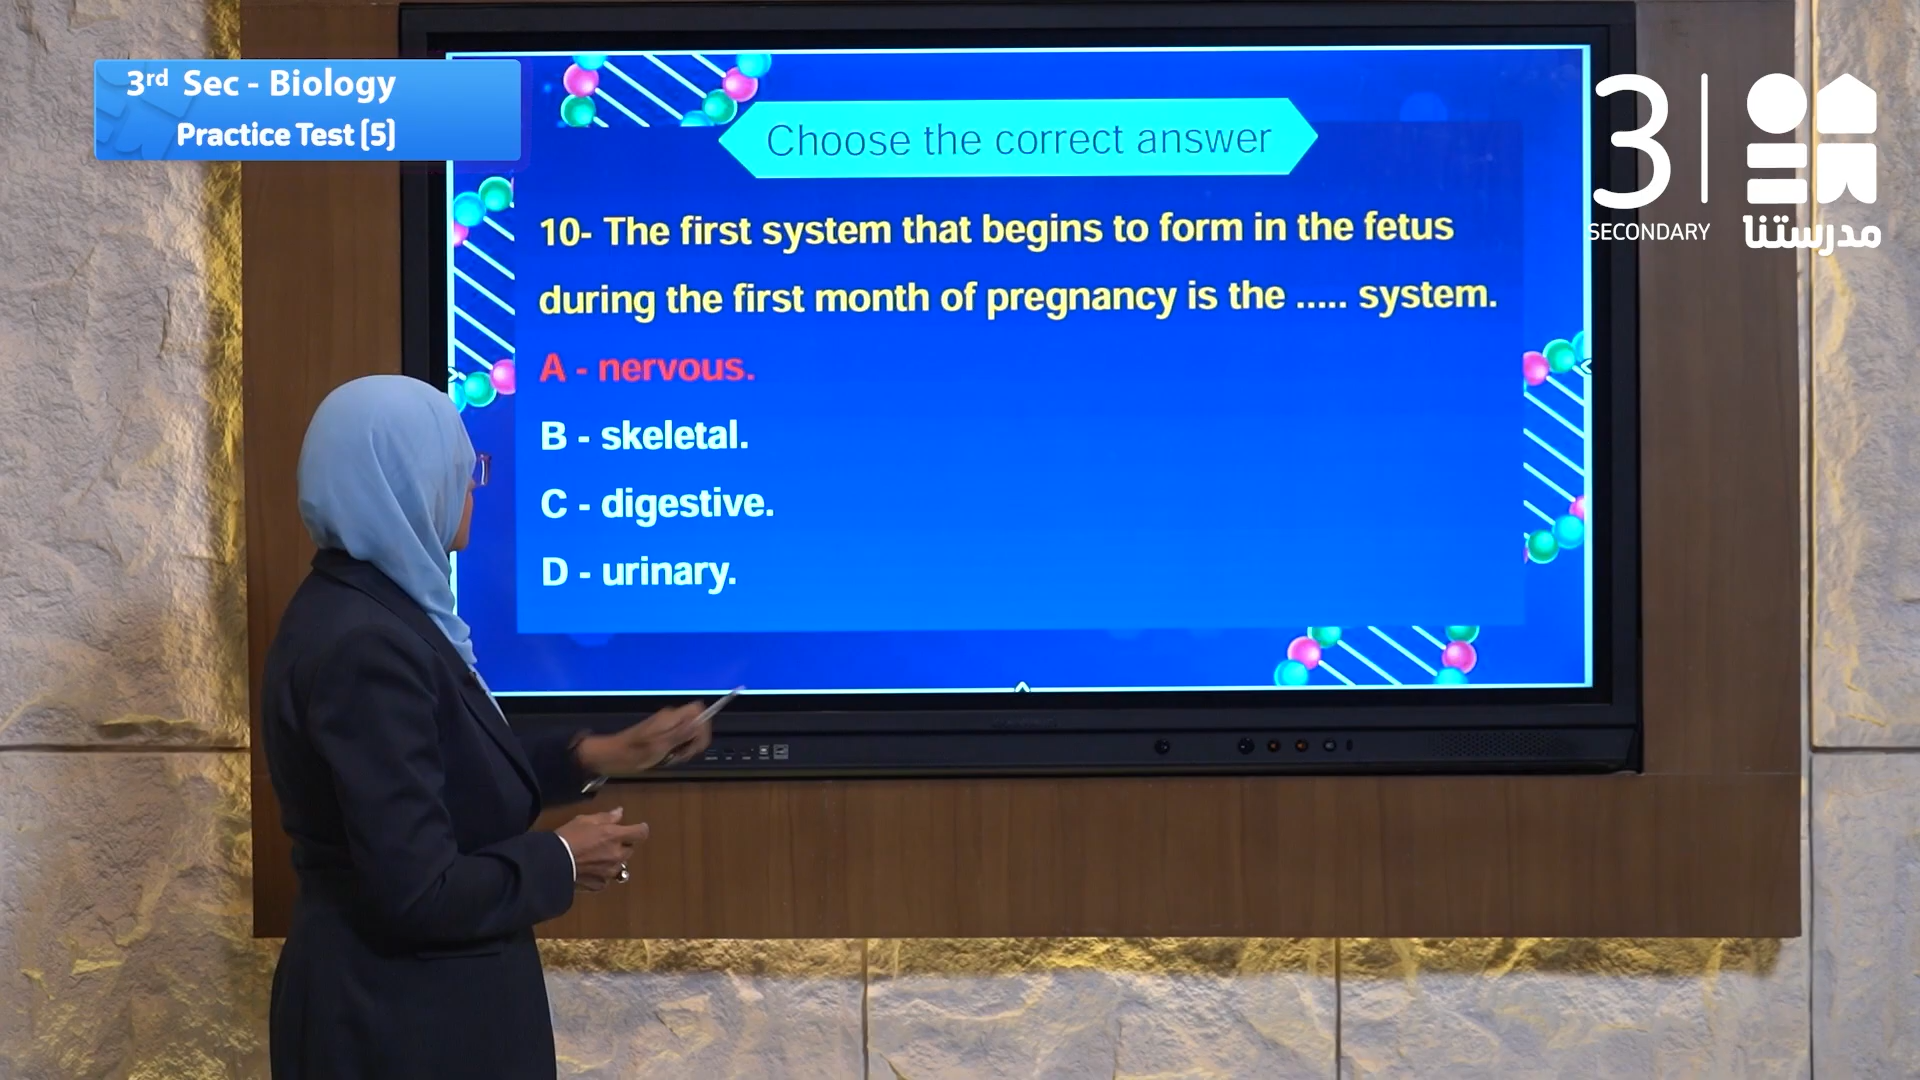 3rd Sec - Biology
Practice Test (5)
Choose the correct answer
10- The first system that begins to form in the fetus
during the first month of pregnancy is the ..... system.
A - nervous.
B - skeletal.
C - digestive.
D - urinary.
3
SECONDARY
مدرستنا